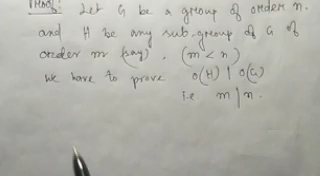 Proof: Let G be a group of order n.
and H be any sub-group of G of
order m (say), (m < n)
We have to prove o(H) | o(G)
i.e m | n.